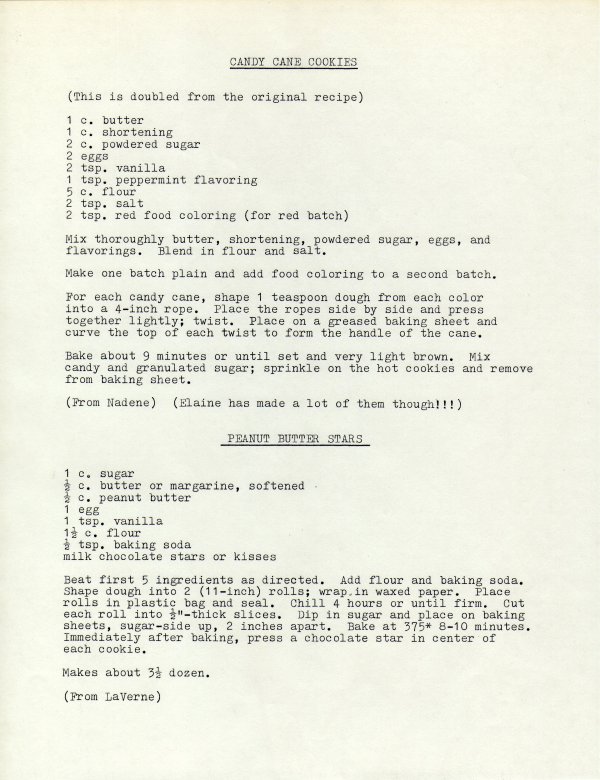 CANDY CANE COOKIES
(This is doubled from the original recipe)
1 c. butter
1 c. shortening
2 c. powdered sugar
2 eggs
2 tsp. vanilla
1 tsp. peppermint flavoring
5 c. flour
2 tsp. salt
2 tsp. red food coloring (for red batch)
Mix thoroughly butter, shortening, powdered sugar, eggs, and
flavorings. Blend in flour and salt.
Make one batch plain and add food coloring to a second batch.
For each candy cane, shape 1 teaspoon dough from each color
into a 4-inch rope. Place the ropes side by side and press
together lightly; twist. Place on a greased baking sheet and
curve the top of each twist to form the handle of the cane.
Bake about 9 minutes or until set and very light brown. Mix
candy and granulated sugar; sprinkle on the hot cookies and remove
from baking sheet.
(From Nadene) (Elaine has made a lot of them though!!!)
PEANUT BUTTER STARS
1 c. sugar
½ c. butter or margarine, softened
½ c. peanut butter
1 egg
1 tsp. vanilla
1½ c. flour
½ tsp. baking soda
milk chocolate stars or kisses
Beat first 5 ingredients as directed. Add flour and baking soda.
Shape dough into 2 (11-inch) rolls; wrap in waxed paper. Place
rolls in plastic bag and seal. Chill 4 hours or until firm. Cut
each roll into ½"-thick slices. Dip in sugar and place on baking
sheets, sugar-side up, 2 inches apart. Bake at 375* 8-10 minutes.
Immediately after baking, press a chocolate star in center of
each cookie.
Makes about 3½ dozen.
(From LaVerne)